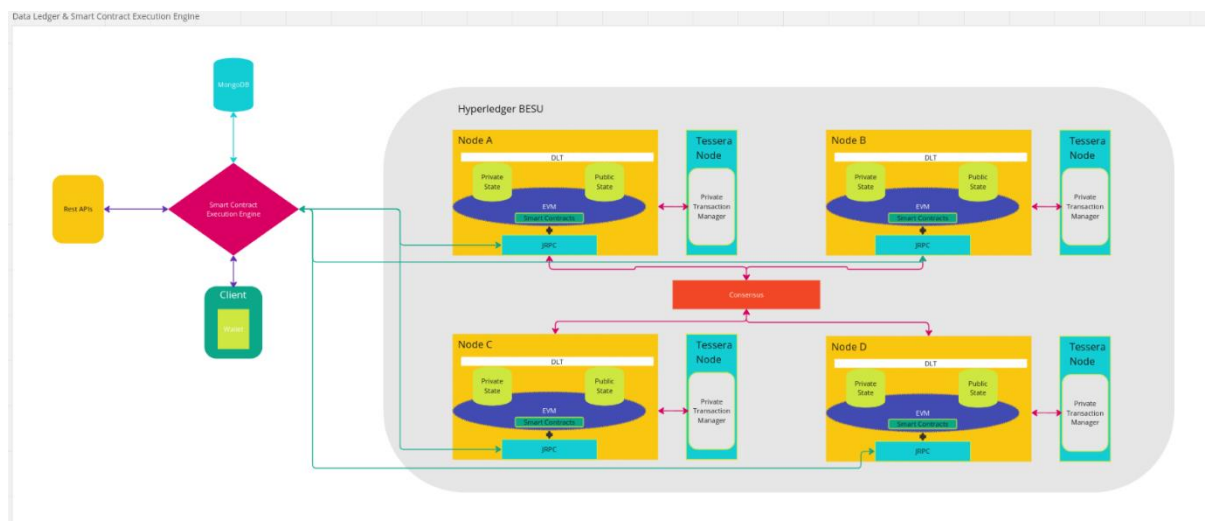 Data Ledger & Smart Contract Execution Engine
MongoDB
Rest APIs
Smart Contract
Execution Engine
Client
Wallet
Hyperledger BESU
Node A
DLT
Private
State
Public
State
EVM
Smart Contracts
JRPC
Tessera
Node
Private
Transaction
Manager
Node B
DLT
Private
State
Public
State
EVM
Smart Contracts
JRPC
Tessera
Node
Private
Transaction
Manager
Consensus
Node C
DLT
Private
State
Public
State
EVM
Smart Contracts
JRPC
Tessera
Node
Private
Transaction
Manager
Node D
DLT
Private
State
Public
State
EVM
Smart Contracts
JRPC
Tessera
Node
Private
Transaction
Manager